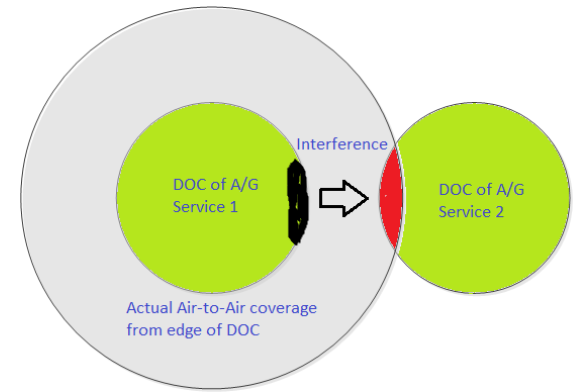 Interference
DOC of A/G
Service 1
DOC of A/G
Service 2
Actual Air-to-Air coverage
from edge of DOC